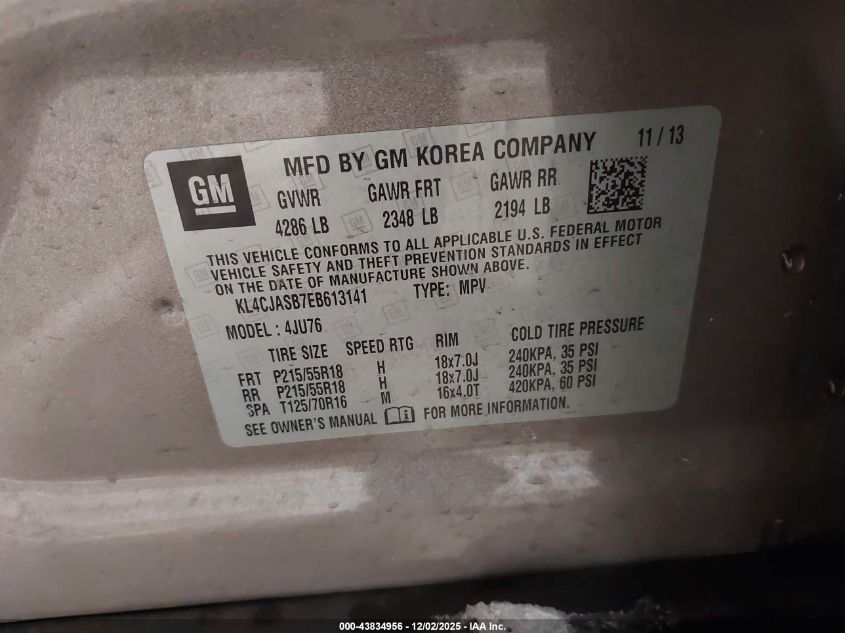 GM
MFD BY GM KOREA COMPANY 11 / 13
GVWR GAWR FRT GAWR RR
4286 LB 2348 LB 2194 LB
THIS VEHICLE CONFORMS TO ALL APPLICABLE U.S. FEDERAL MOTOR
VEHICLE SAFETY AND THEFT PREVENTION STANDARDS IN EFFECT
ON THE DATE OF MANUFACTURE SHOWN ABOVE.
KL4CJASB7EB613141 TYPE: MPV
MODEL : 4JU76
TIRE SIZE SPEED RTG RIM COLD TIRE PRESSURE
FRT P215/55R18 H 18x7.0J 240KPA, 35 PSI
RR P215/55R18 H 18x7.0J 240KPA, 35 PSI
SPA T125/70R16 M 16x4.0T 420KPA, 60 PSI
SEE OWNER'S MANUAL FOR MORE INFORMATION.
000-43834956 - 12/02/2025 - IAA Inc.